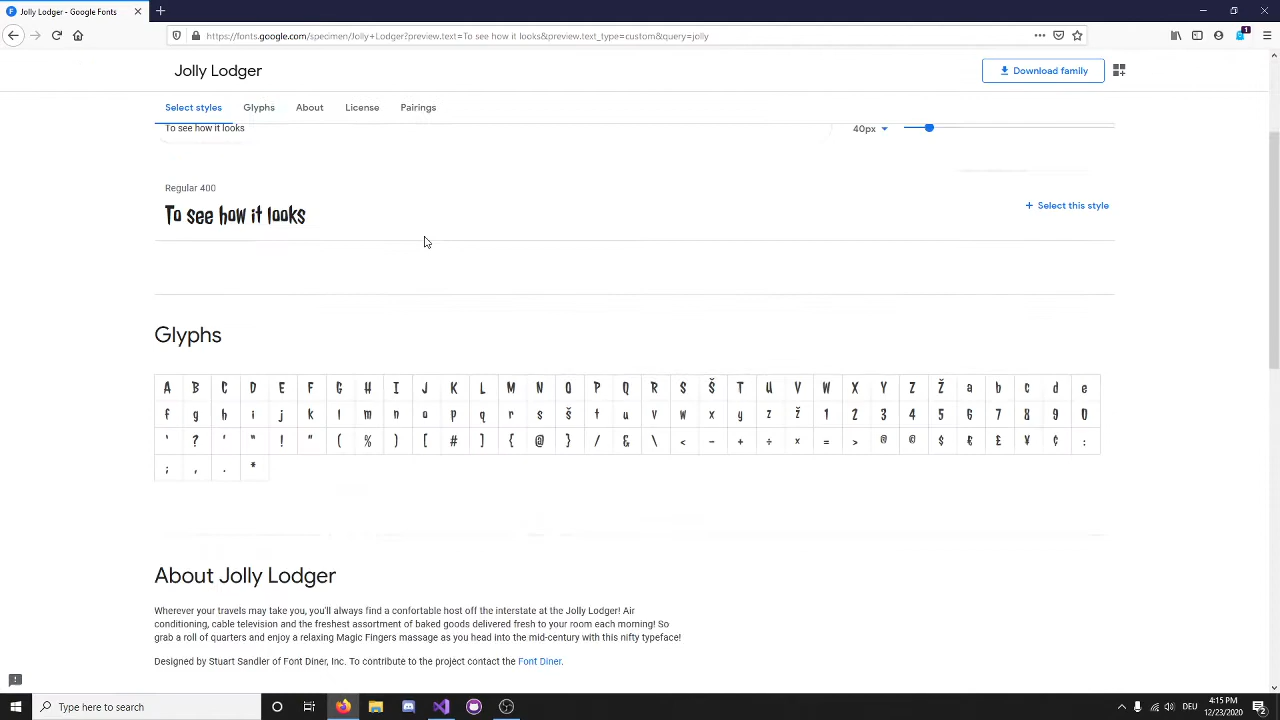 Jolly Lodger - Google Fonts
https://fonts.google.com/specimen/Jolly+Lodger?preview.text=To see how it looks&preview.text_type=custom&query=jolly
1
Jolly Lodger
Download family
Select styles Glyphs About License Pairings
To see how it looks
40px
Regular 400
To see how it looks
+ Select this style
Glyphs
A B C D E F G H I J K L M N O P Q R S Š T U V W X Y Z Ž a b c d e
f g h i j k l m n o p q r s š t u v w x y z ž 1 2 3 4 5 6 7 8 9 0
‘ ? ’ “ ! ” ( % ) [ # ] { @ } / & \ < - + ÷ × = > ® © $ € £ ¥ ¢ :
; , . *
About Jolly Lodger
Wherever your travels may take you, you'll always find a confortable host off the interstate at the Jolly Lodger! Air
conditioning, cable television and the freshest assortment of baked goods delivered fresh to your room each morning! So
grab a roll of quarters and enjoy a relaxing Magic Fingers massage as you head into the mid-century with this nifty typeface!
Designed by Stuart Sandler of Font Diner, Inc. To contribute to the project contact the Font Diner.
Type here to search
DEU
4:15 PM
12/23/2020
2